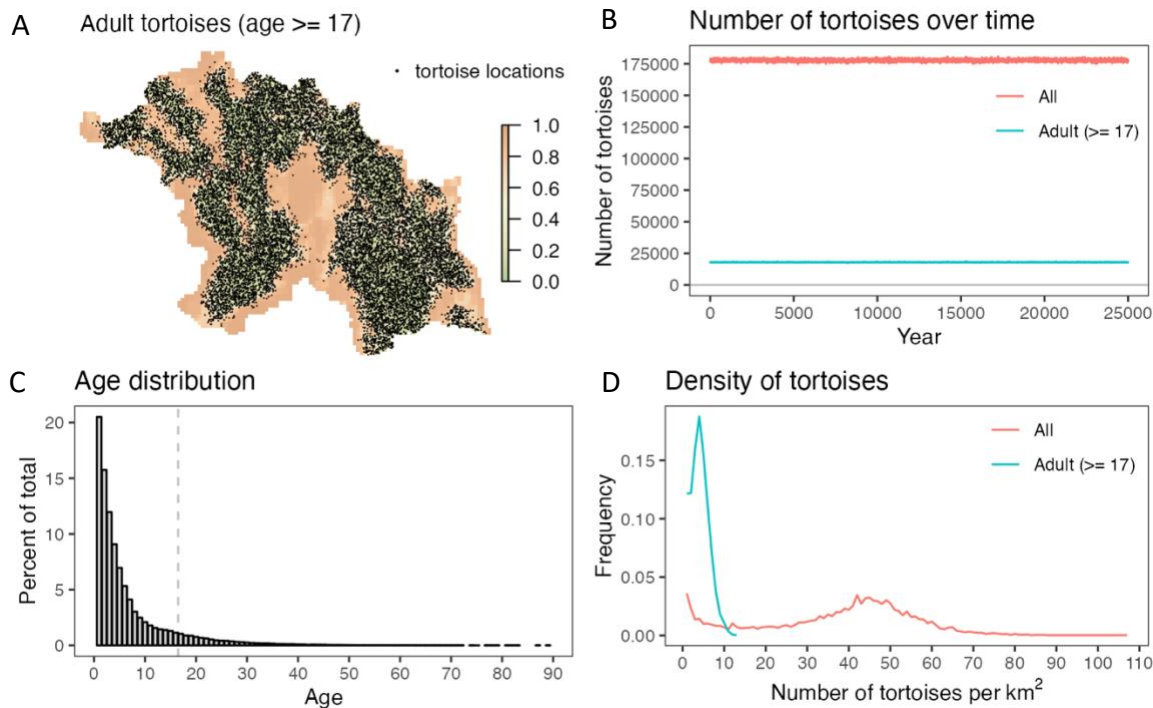 A Adult tortoises (age >= 17)
tortoise locations
1.0
0.8
0.6
0.4
0.2
0.0
B Number of tortoises over time
Number of tortoises
175000
150000
125000
100000
75000
50000
25000
0
All
Adult (>= 17)
0 5000 10000 15000 20000 25000
Year
C Age distribution
Percent of total
20
15
10
5
0
0 10 20 30 40 50 60 70 80 90
Age
D Density of tortoises
Frequency
0.15
0.10
0.05
0.00
All
Adult (>= 17)
0 10 20 30 40 50 60 70 80 90 100 110
Number of tortoises per km²